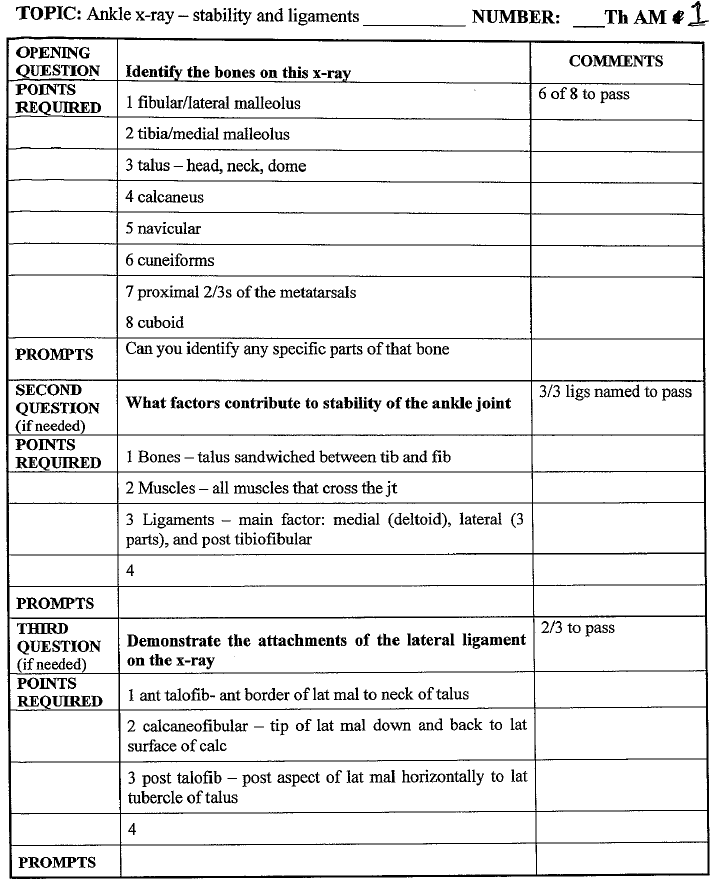 TOPIC: Ankle x-ray – stability and ligaments __________ NUMBER: ___Th AM # 1
OPENING QUESTION
Identify the bones on this x-ray
COMMENTS
POINTS REQUIRED
1 fibular/lateral malleolus
6 of 8 to pass
2 tibia/medial malleolus
3 talus – head, neck, dome
4 calcaneus
5 navicular
6 cuneiforms
7 proximal 2/3s of the metatarsals
8 cuboid
PROMPTS
Can you identify any specific parts of that bone
SECOND QUESTION (if needed)
What factors contribute to stability of the ankle joint
3/3 ligs named to pass
POINTS REQUIRED
1 Bones – talus sandwiched between tib and fib
2 Muscles – all muscles that cross the jt
3 Ligaments – main factor: medial (deltoid), lateral (3
parts), and post tibiofibular
4
PROMPTS
THIRD QUESTION (if needed)
Demonstrate the attachments of the lateral ligament
on the x-ray
2/3 to pass
POINTS REQUIRED
1 ant talofib- ant border of lat mal to neck of talus
2 calcaneofibular – tip of lat mal down and back to lat
surface of calc
3 post talofib – post aspect of lat mal horizontally to lat
tubercle of talus
4
PROMPTS